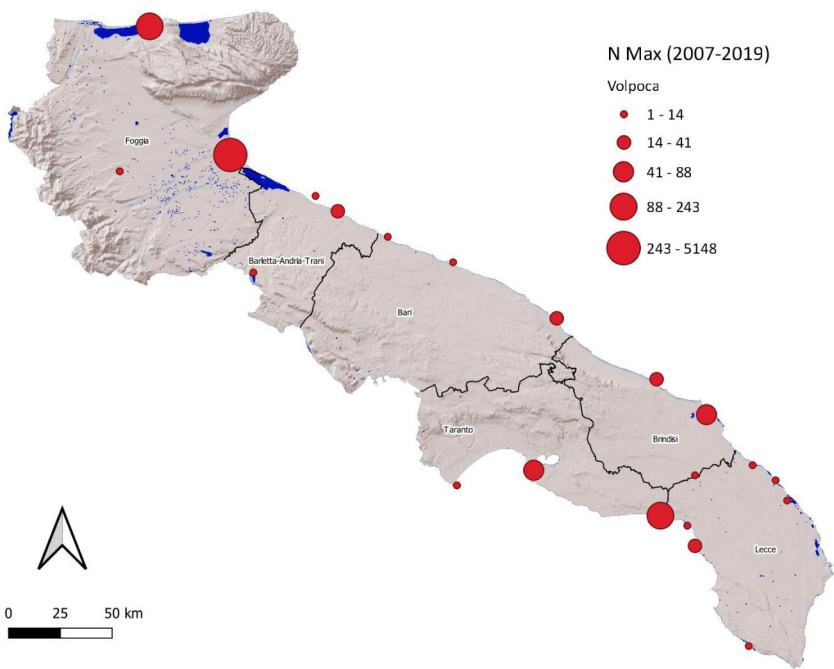 N Max (2007-2019)
Volpoca
1 - 14
14 - 41
41 - 88
88 - 243
243 - 5148
Foggia
Barletta-Andria-Trani
Bari
Taranto
Brindisi
Lecce
0 25 50 km